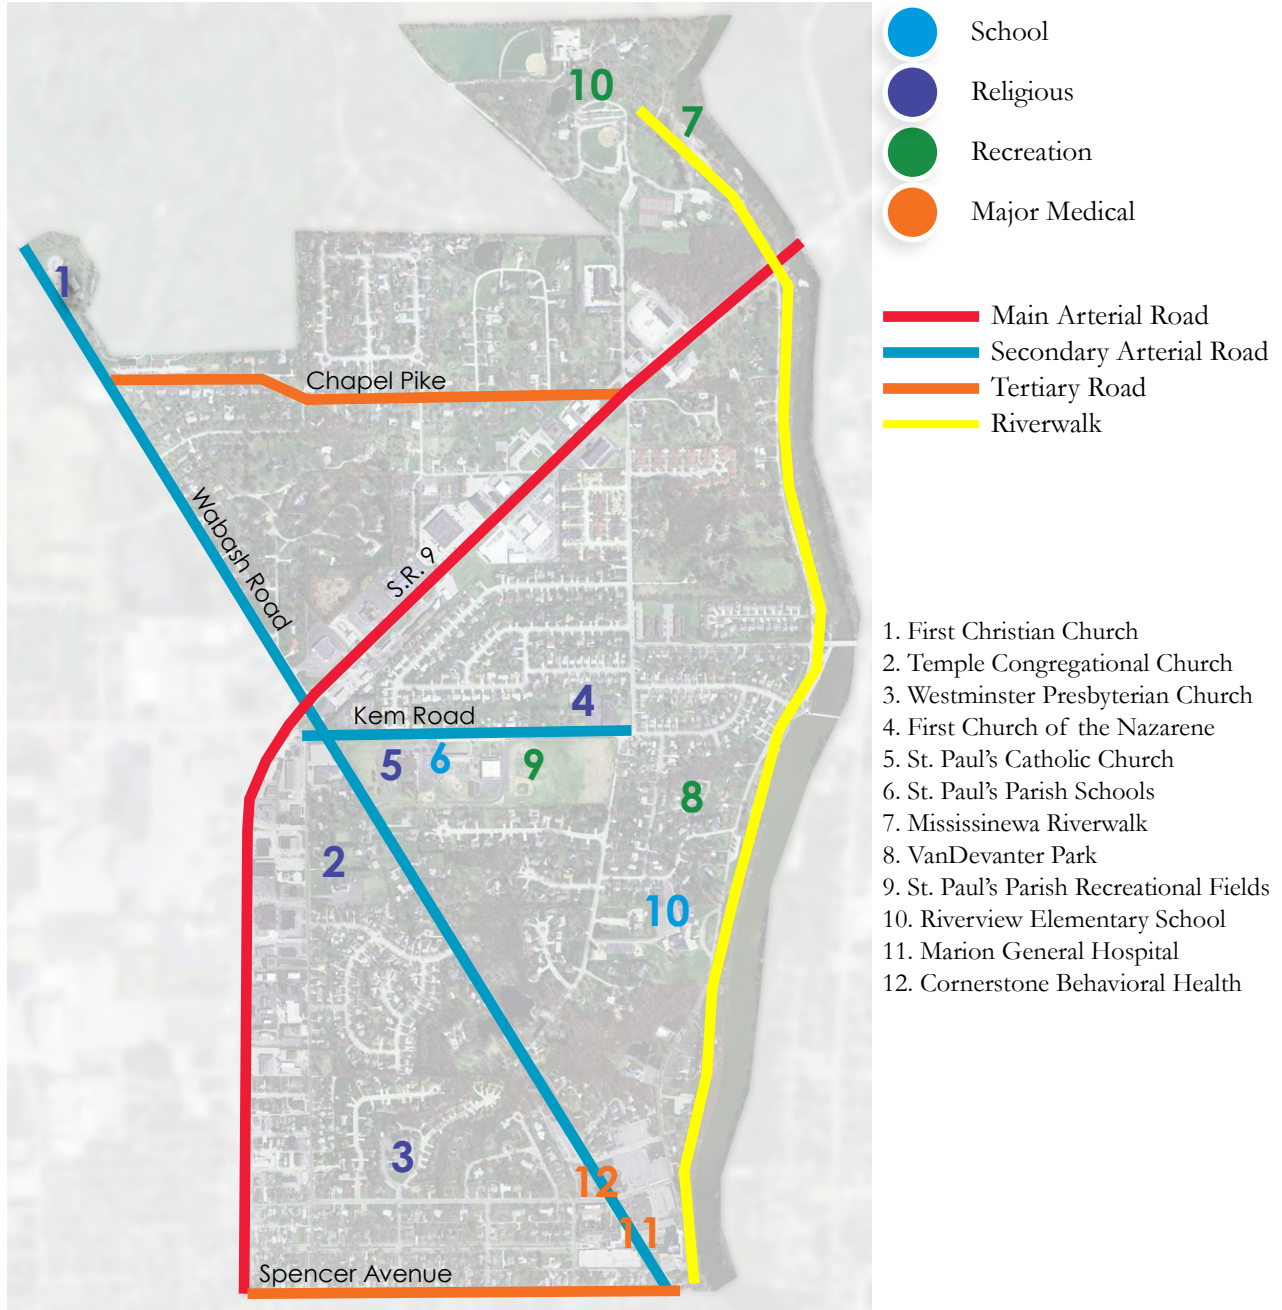 10
7
1
Chapel Pike
Wabash Road
S.R. 9
4
Kem Road
5
6
9
8
2
10
3
12
11
Spencer Avenue
School
Religious
Recreation
Major Medical
Main Arterial Road
Secondary Arterial Road
Tertiary Road
Riverwalk
1. First Christian Church
2. Temple Congregational Church
3. Westminster Presbyterian Church
4. First Church of the Nazarene
5. St. Paul's Catholic Church
6. St. Paul's Parish Schools
7. Mississinewa Riverwalk
8. VanDevanter Park
9. St. Paul's Parish Recreational Fields
10. Riverview Elementary School
11. Marion General Hospital
12. Cornerstone Behavioral Health